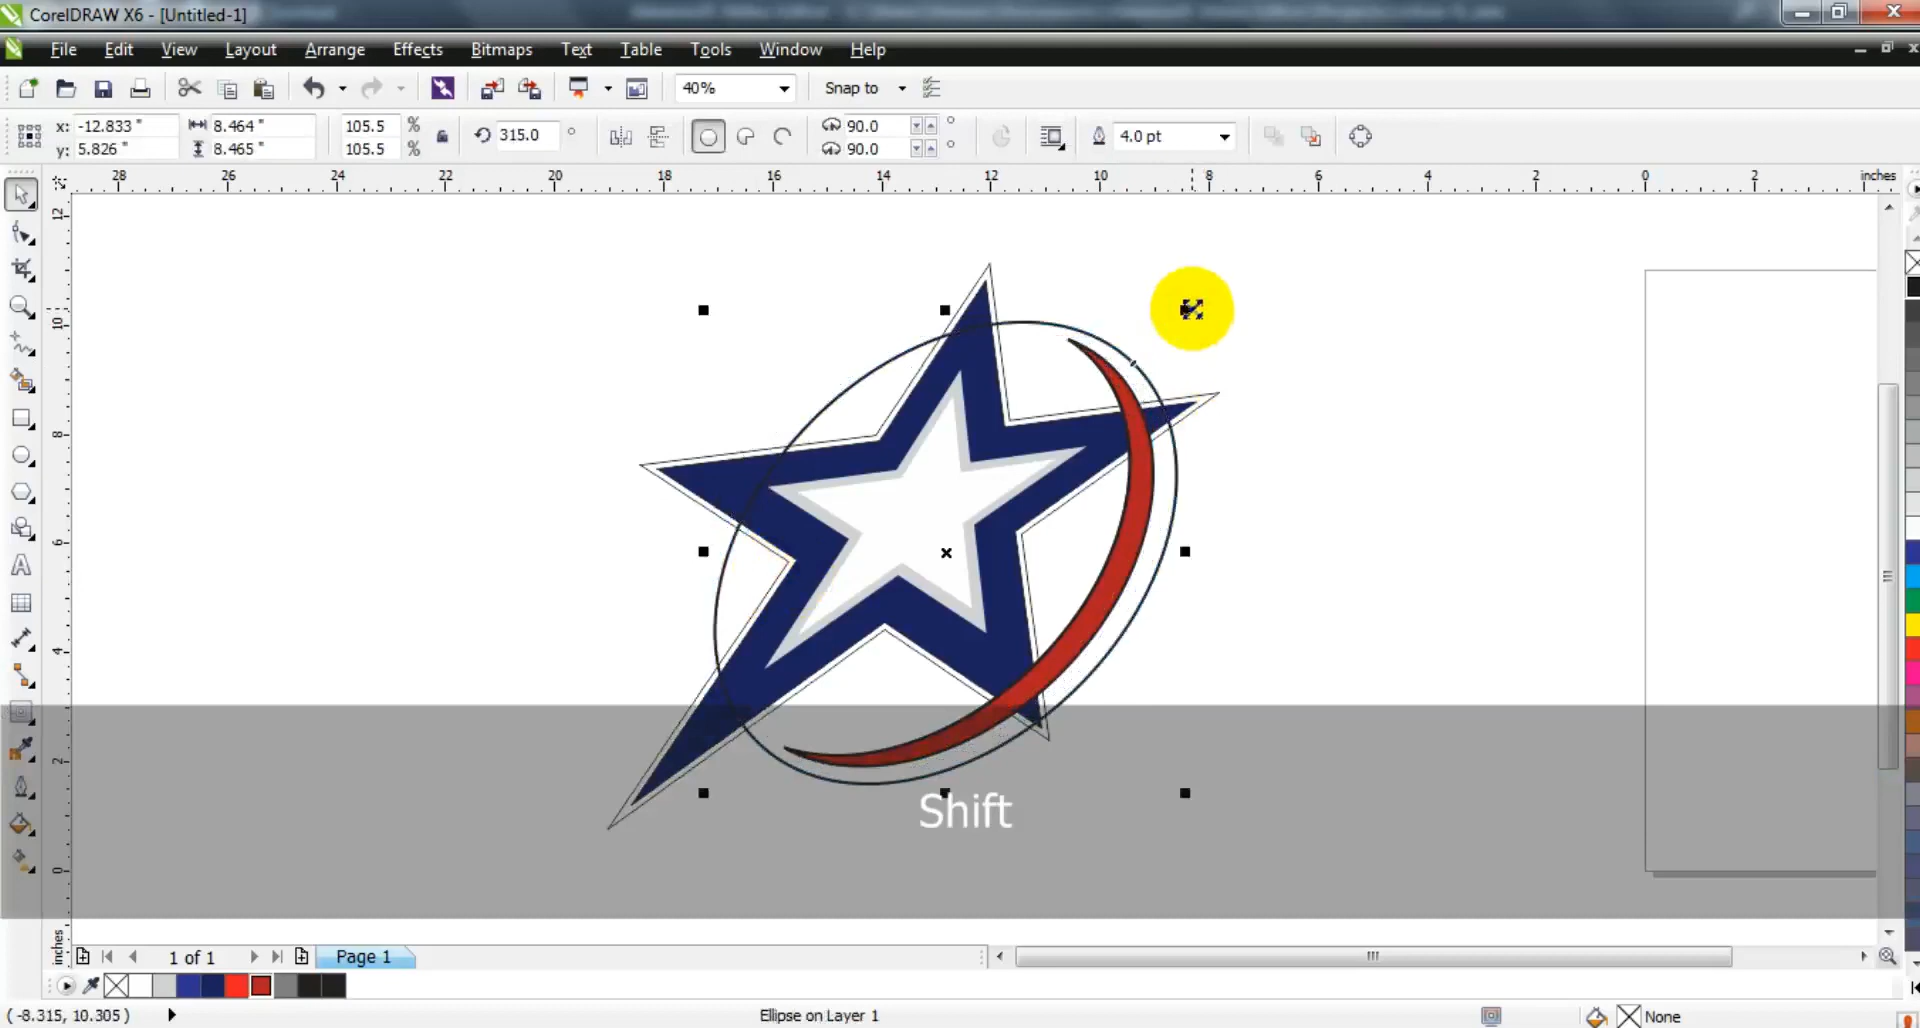 CorelDRAW X6 - [Untitled-1]
File Edit View Layout Arrange Effects Bitmaps Text Table Tools Window Help
40% Snap to
x: -12.833 " 8.464 " 105.5 % 315.0 ° 90.0 ° 4.0 pt
y: 5.826 " 8.465 " 105.5 % 90.0 °
28 26 24 22 20 18 16 14 12 10 8 6 4 2 0 2 inches
12
10
8
6
4
2
0
inches
Shift
1 of 1 Page 1
( -8.315, 10.305 ) Ellipse on Layer 1 None